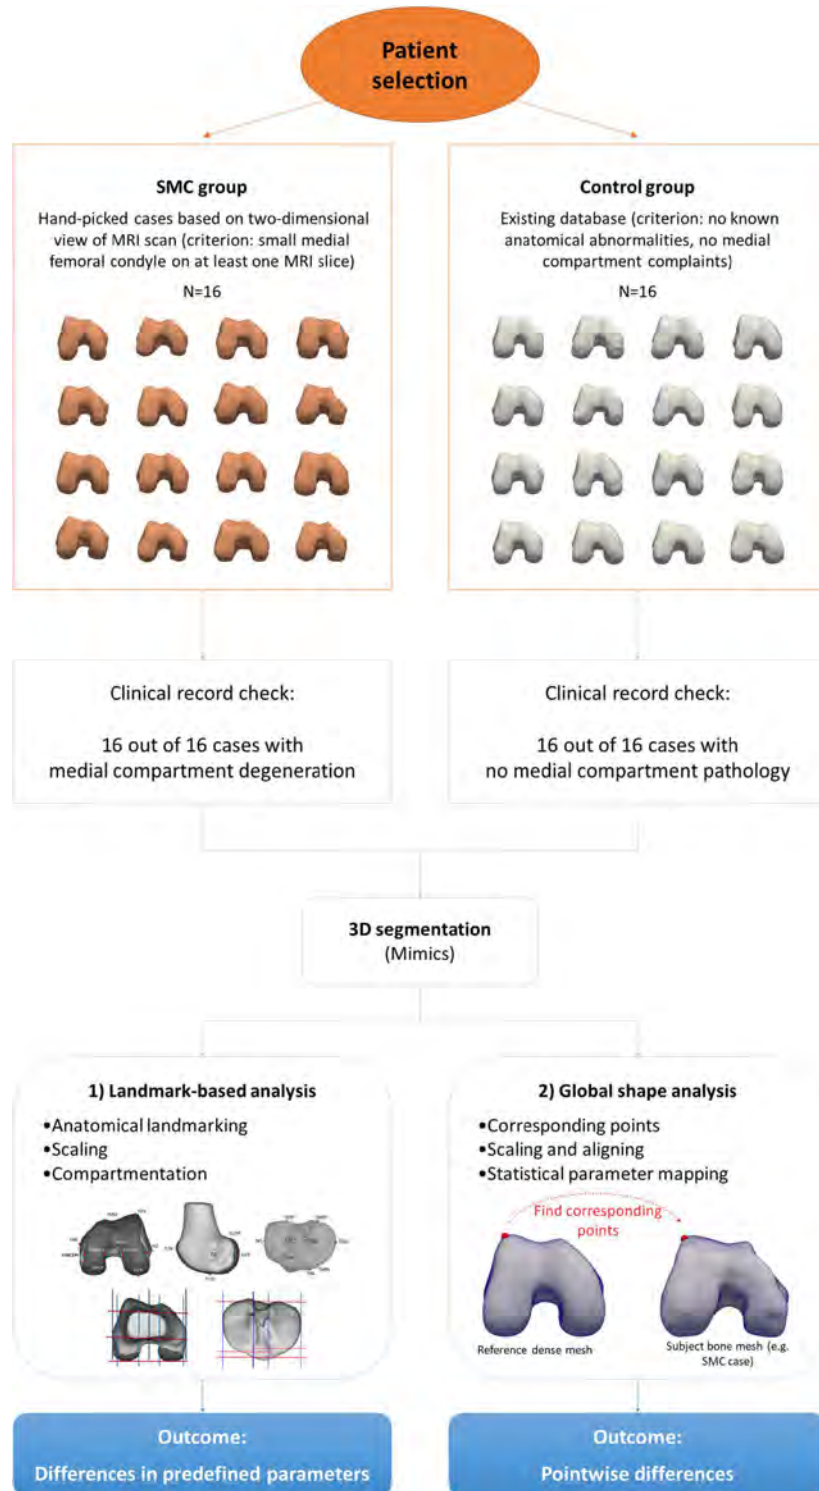 Patient
selection
SMC group
Hand-picked cases based on two-dimensional
view of MRI scan (criterion: small medial
femoral condyle on at least one MRI slice)
N=16
Control group
Existing database (criterion: no known
anatomical abnormalities, no medial
compartment complaints)
N=16
Clinical record check:
16 out of 16 cases with
medial compartment degeneration
Clinical record check:
16 out of 16 cases with
no medial compartment pathology
3D segmentation
(Mimics)
1) Landmark-based analysis
•Anatomical landmarking
•Scaling
•Compartmentation
2) Global shape analysis
•Corresponding points
•Scaling and aligning
•Statistical parameter mapping
Find corresponding
points
Reference dense mesh
Subject bone mesh (e.g.
SMC case)
Outcome:
Differences in predefined parameters
Outcome:
Pointwise differences